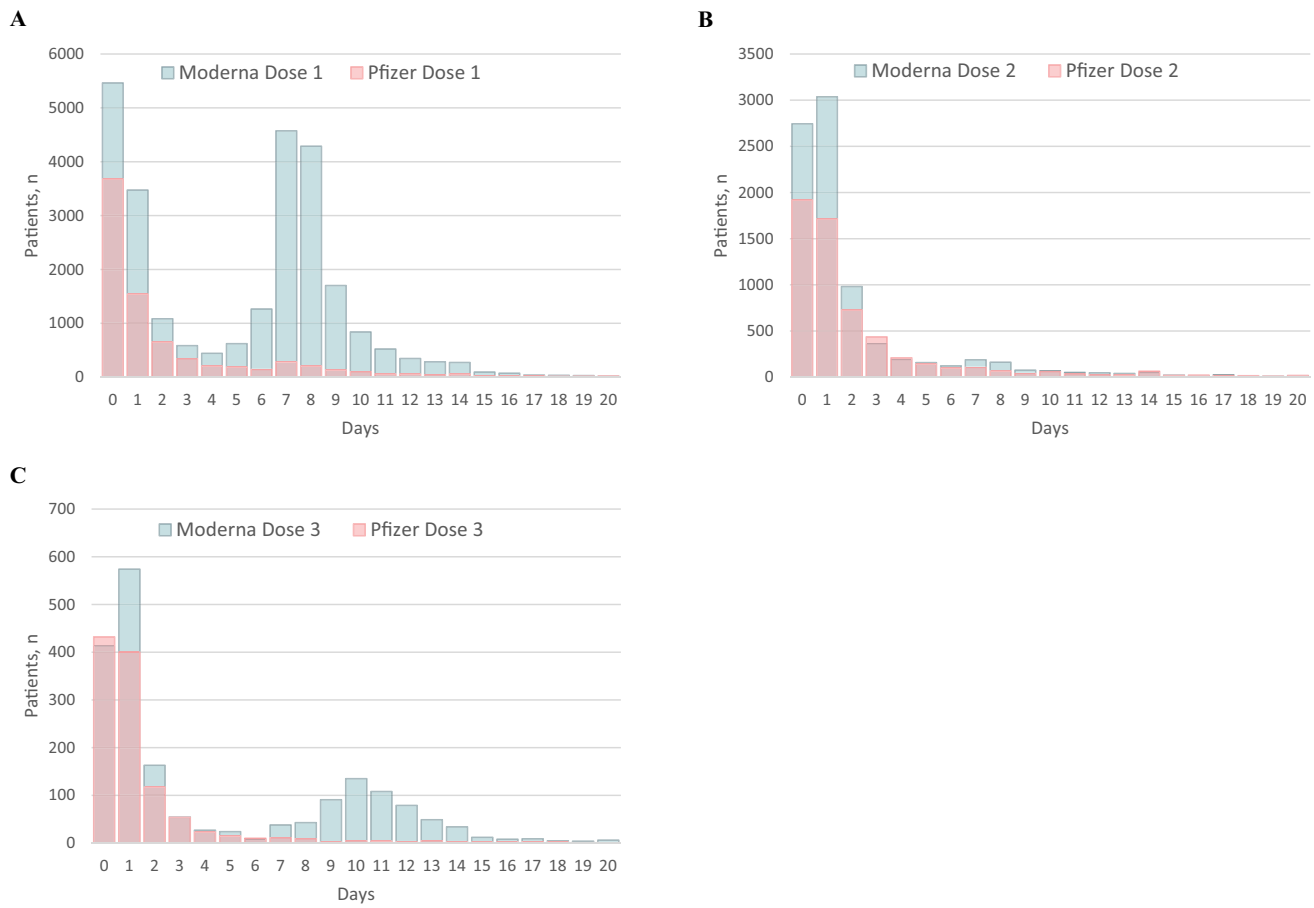 A
6000
5000
4000
3000
2000
1000
0
Patients, n
Moderna Dose 1 Pfizer Dose 1
0 1 2 3 4 5 6 7 8 9 10 11 12 13 14 15 16 17 18 19 20
Days
B
3500
3000
2500
2000
1500
1000
500
0
Patients, n
Moderna Dose 2 Pfizer Dose 2
0 1 2 3 4 5 6 7 8 9 10 11 12 13 14 15 16 17 18 19 20
Days
C
700
600
500
400
300
200
100
0
Patients, n
Moderna Dose 3 Pfizer Dose 3
0 1 2 3 4 5 6 7 8 9 10 11 12 13 14 15 16 17 18 19 20
Days